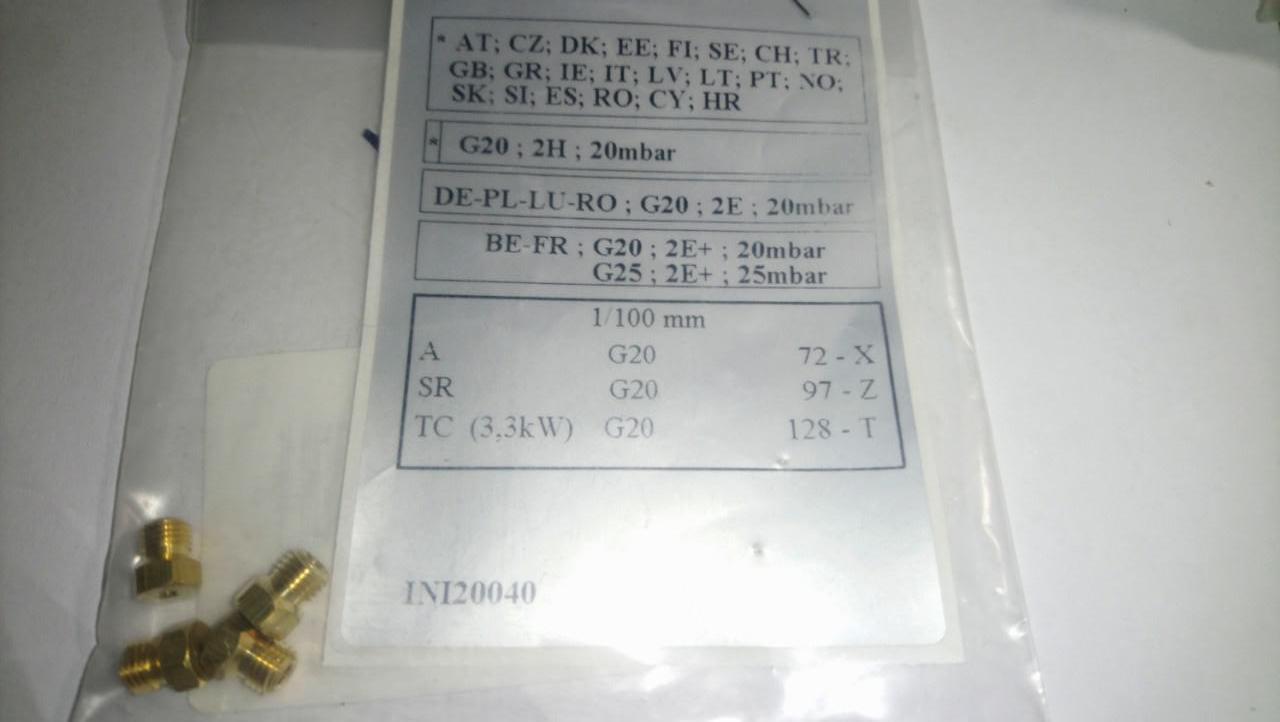 * AT; CZ; DK; EE; FI; SE; CH; TR;
GB; GR; IE; IT; LV; LT; PT; NO;
SK; SI; ES; RO; CY; HR
* G20 ; 2H ; 20mbar
DE-PL-LU-RO ; G20 ; 2E ; 20mbar
BE-FR ; G20 ; 2E+ ; 20mbar
G25 ; 2E+ ; 25mbar
1/100 mm
A G20 72 - X
SR G20 97 - Z
TC (3,3kW) G20 128 - T
INI20040